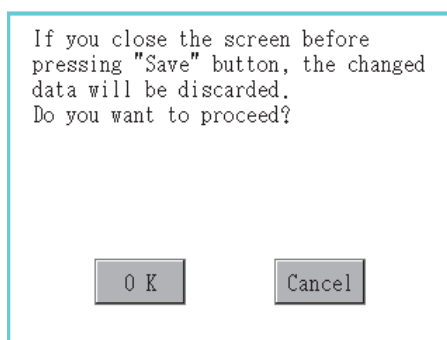 If you close the screen before
pressing "Save" button, the changed
data will be discarded.
Do you want to proceed?
O K
Cancel